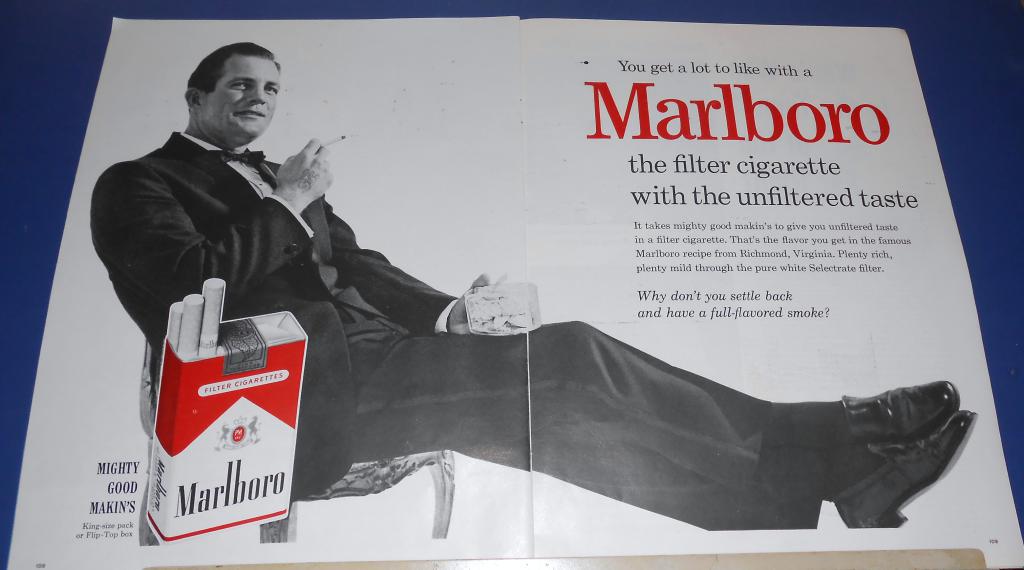 You get a lot to like with a
Marlboro
the filter cigarette
with the unfiltered taste
It takes mighty good makin's to give you unfiltered taste
in a filter cigarette. That's the flavor you get in the famous
Marlboro recipe from Richmond, Virginia. Plenty rich,
plenty mild through the pure white Selectrate filter.
Why don't you settle back
and have a full-flavored smoke?
FILTER CIGARETTES
Marlboro
Marlboro
MIGHTY
GOOD
MAKIN'S
King-size pack
or Flip-Top box